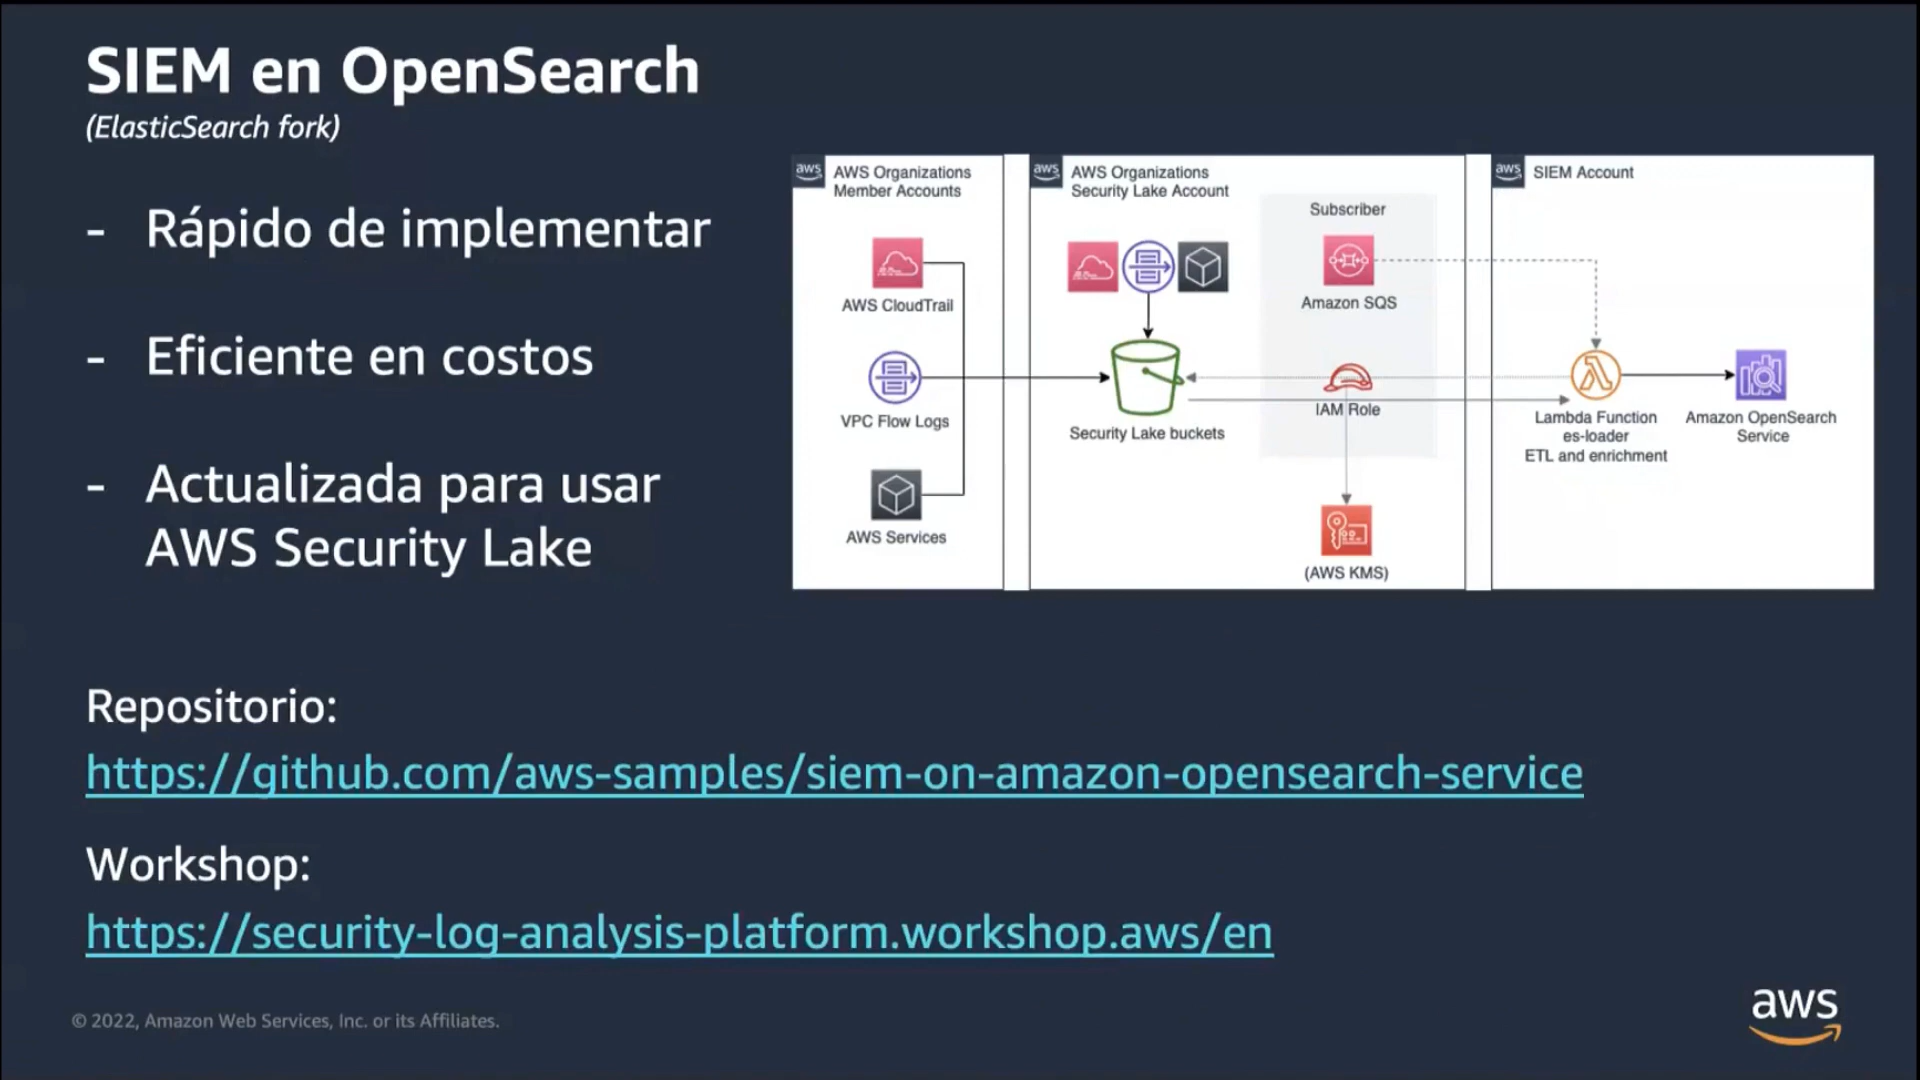 SIEM en OpenSearch
(ElasticSearch fork)
- Rápido de implementar
- Eficiente en costos
- Actualizada para usar
AWS Security Lake
aws
AWS Organizations
Member Accounts
AWS CloudTrail
VPC Flow Logs
AWS Services
aws
AWS Organizations
Security Lake Account
Security Lake buckets
Subscriber
Amazon SQS
IAM Role
(AWS KMS)
aws
SIEM Account
Lambda Function
es-loader
ETL and enrichment
Amazon OpenSearch
Service
Repositorio:
https://github.com/aws-samples/siem-on-amazon-opensearch-service
Workshop:
https://security-log-analysis-platform.workshop.aws/en
© 2022, Amazon Web Services, Inc. or its Affiliates.
aws